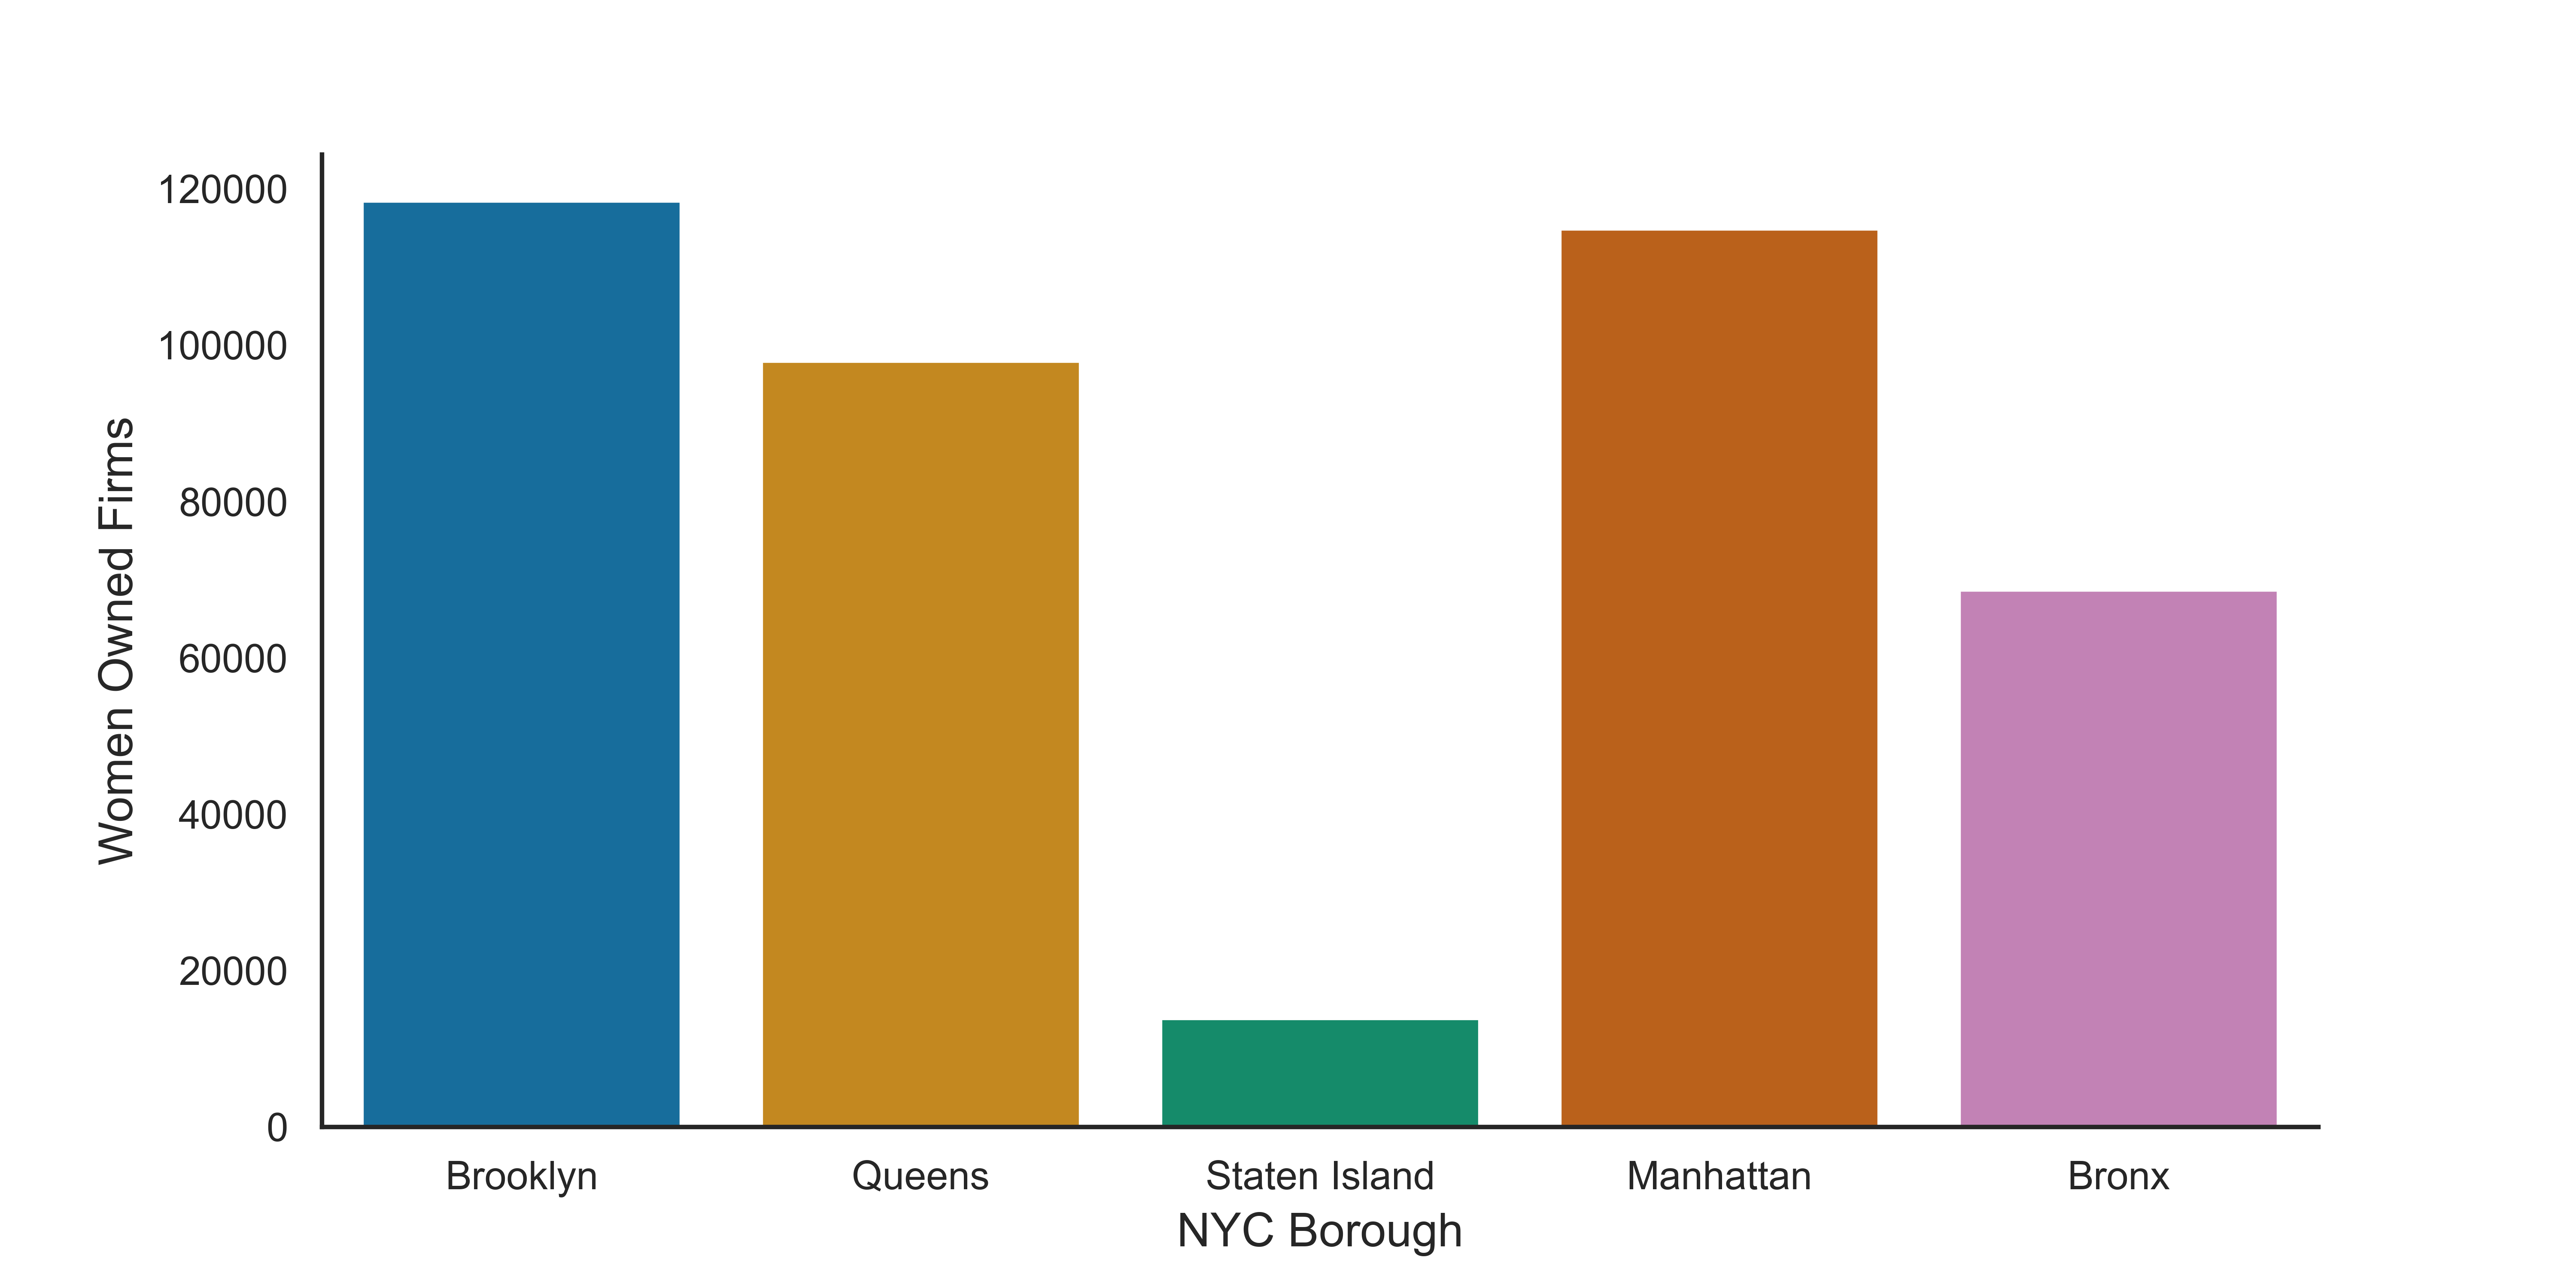 Women Owned Firms
120000
100000
80000
60000
40000
20000
0
Brooklyn
Queens
Staten Island
Manhattan
Bronx
NYC Borough